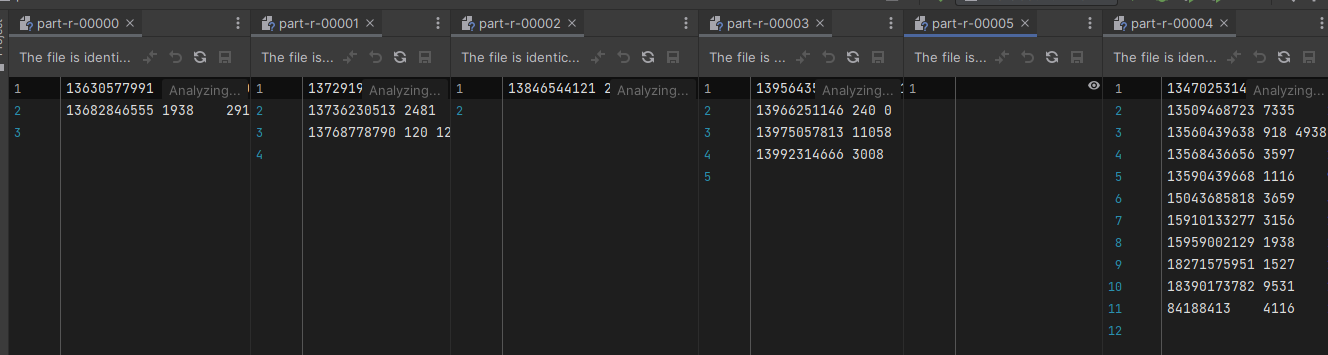 part-r-00000 part-r-00001 part-r-00002 part-r-00003 part-r-00005 part-r-00004
The file is identi... The file is... The file is identic... The file is ... The file is... The file is iden...
1 13630577991 Analyzing...
2 13682846555 1938 291
3
1 1372919 Analyzing...
2 13736230513 2481
3 13768778790 120 12
4
1 13846544121 2 Analyzing...
2
1 1395643 Analyzing...
2 13966251146 240 0
3 13975057813 11058
4 13992314666 3008
5
1
1 1347025314 Analyzing...
2 13509468723 7335
3 13560439638 918 4938
4 13568436656 3597
5 13590439668 1116
6 15043685818 3659
7 15910133277 3156
8 15959002129 1938
9 18271575951 1527
10 18390173782 9531
11 84188413 4116
12